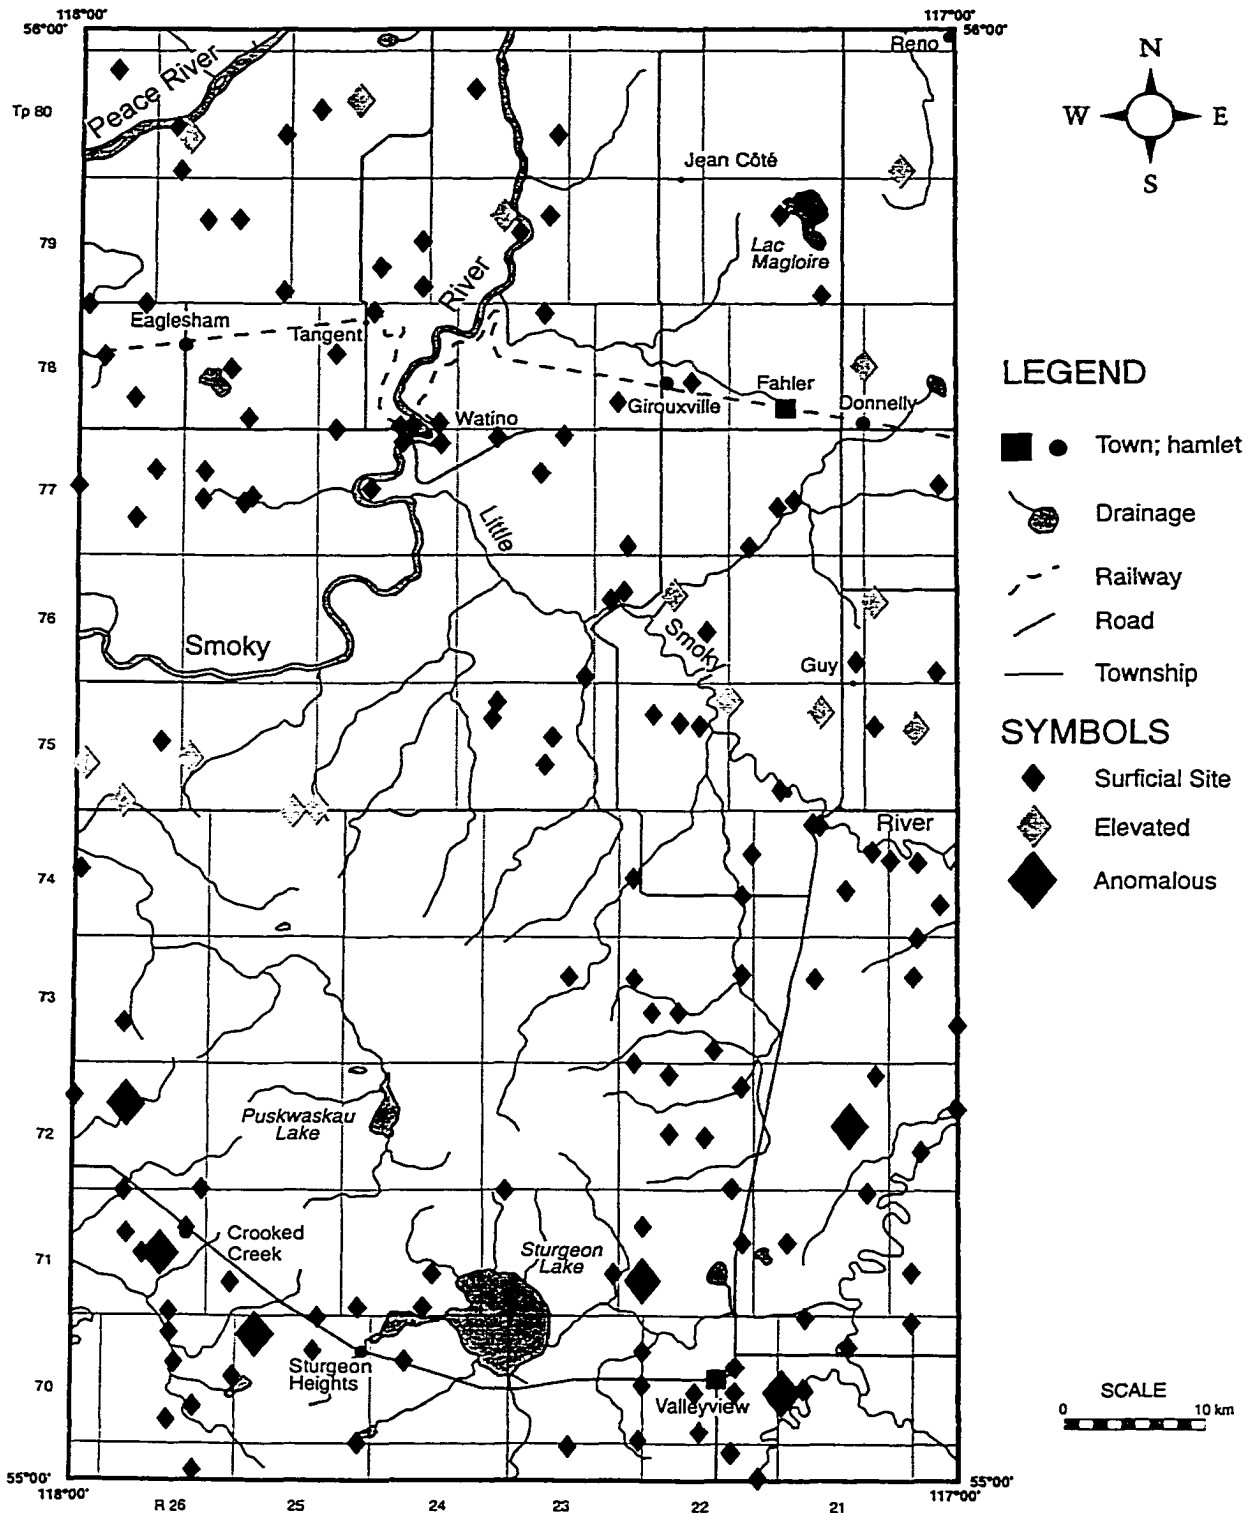 118°00'
117°00'
56°00'
56°00'
Reno
N
W E
S
Peace River
Tp 80
Jean Côté
79
Lac
Magloire
River
Eaglesham
Tangent
78
Fahler
Girouxville
Donnelly
Watino
77
Little
76
Smoky
Smoky
Guy
75
River
74
73
Puskwaskau
Lake
72
Crooked
Creek
71
Sturgeon
Lake
Sturgeon
Heights
70
Valleyview
55°00'
55°00'
118°00'
117°00'
R 26
25
24
23
22
21
LEGEND
Town; hamlet
Drainage
Railway
Road
Township
SYMBOLS
Surficial Site
Elevated
Anomalous
SCALE
0 10 km